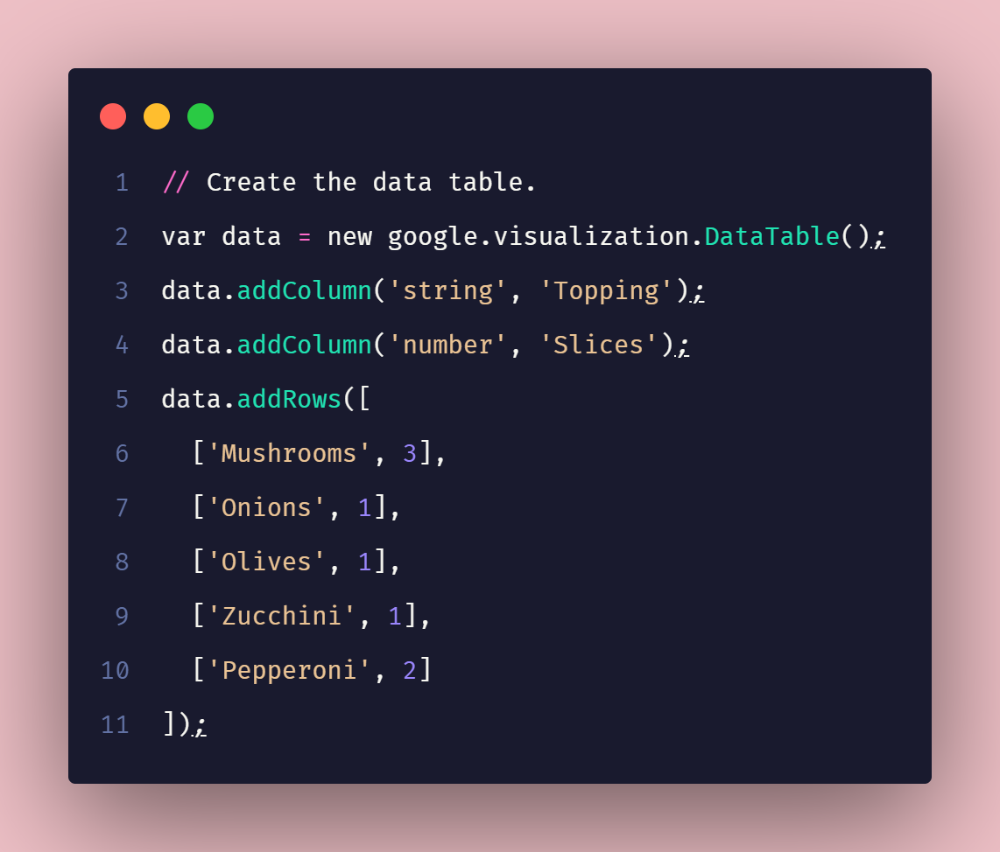 1 // Create the data table.
2 var data = new google.visualization.DataTable();
3 data.addColumn('string', 'Topping');
4 data.addColumn('number', 'Slices');
5 data.addRows([
6   ['Mushrooms', 3],
7   ['Onions', 1],
8   ['Olives', 1],
9   ['Zucchini', 1],
10   ['Pepperoni', 2]
11 ]);